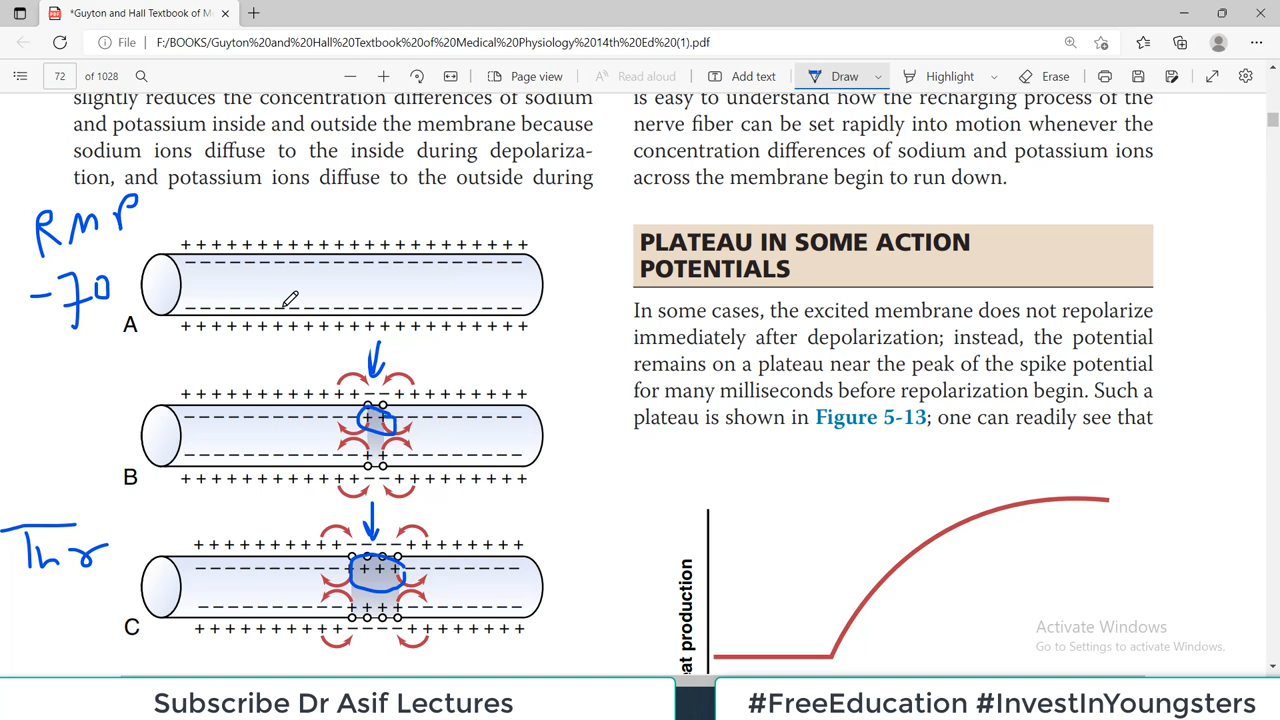 *Guyton and Hall Textbook of M
File
F:/BOOKS/Guyton%20and%20Hall%20Textbook%20of%20Medical%20Physiology%2014th%20Ed%20(1).pdf
72 of 1028
Page view
Read aloud
Add text
Draw
Highlight
Erase
slightly reduces the concentration differences of sodium
and potassium inside and outside the membrane because
sodium ions diffuse to the inside during depolariza-
tion, and potassium ions diffuse to the outside during
RMP
-70
A
B
Thr
C
is easy to understand how the recharging process of the
nerve fiber can be set rapidly into motion whenever the
concentration differences of sodium and potassium ions
across the membrane begin to run down.
PLATEAU IN SOME ACTION
POTENTIALS
In some cases, the excited membrane does not repolarize
immediately after depolarization; instead, the potential
remains on a plateau near the peak of the spike potential
for many milliseconds before repolarization begin. Such a
plateau is shown in Figure 5-13; one can readily see that
at production
Activate Windows
Go to Settings to activate Windows.
Subscribe Dr Asif Lectures
#FreeEducation #InvestInYoungsters